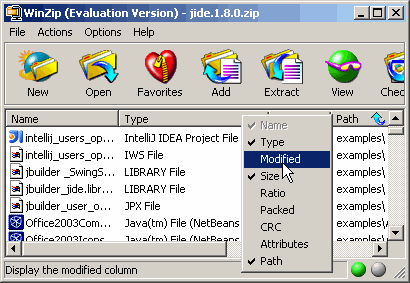 WinZip (Evaluation Version) - jide.1.8.0.zip
File Actions Options Help
New Open Favorites Add Extract View Chec
Name Type Path
intellij_users_op... IntelliJ IDEA Project File examples\
intellij_users_op... IWS File examples\
jbuilder _SwingS... LIBRARY File examples\
jbuilder_jide.libr... LIBRARY File examples\
jbuilder_user_o... JPX File examples\
Office2003Com... Java(tm) File (NetBeans examples\
Office2003Icons... Java(tm) File (NetBeans examples\
Name
Type
Modified
Size
Ratio
Packed
CRC
Attributes
Path
Display the modified column